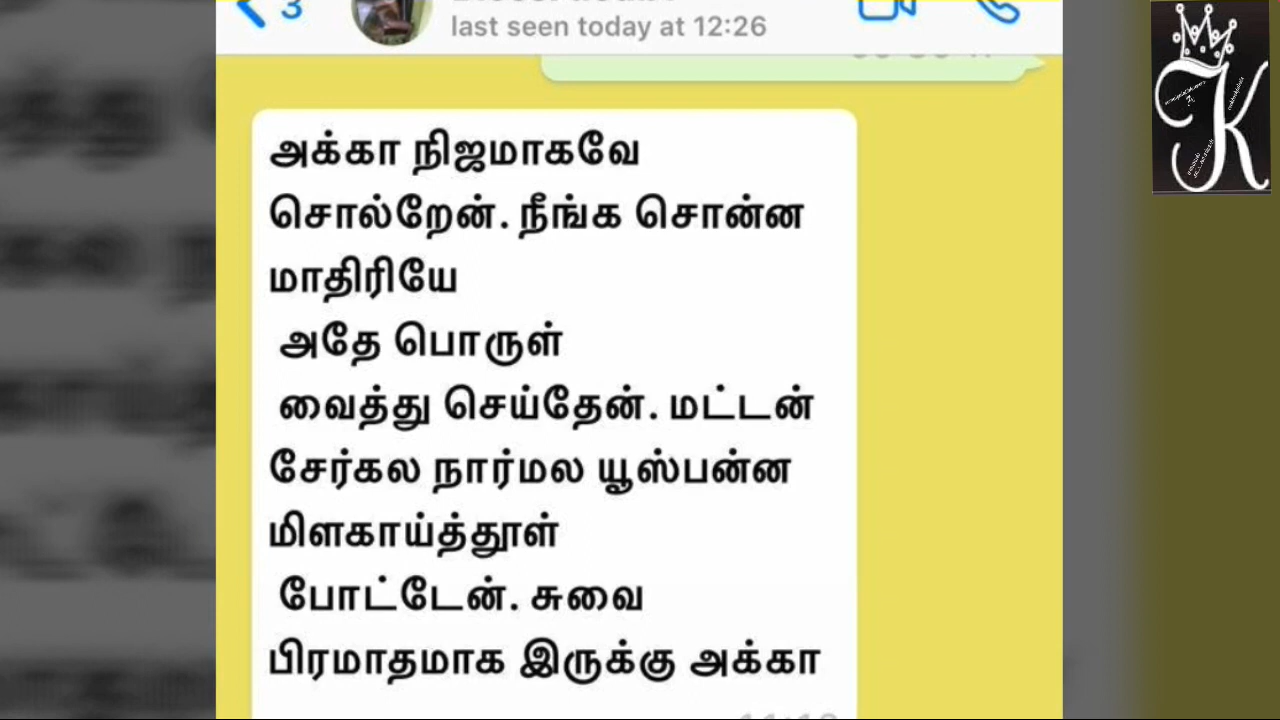 3
last seen today at 12:26
அக்கா நிஜமாகவே
சொல்றேன். நீங்க சொன்ன
மாதிரியே
அதே பொருள்
வைத்து செய்தேன். மட்டன்
சேர்கல நார்மல யூஸ்பன்ன
மிளகாய்த்தூள்
போட்டேன். சுவை
பிரமாதமாக இருக்கு அக்கா
K